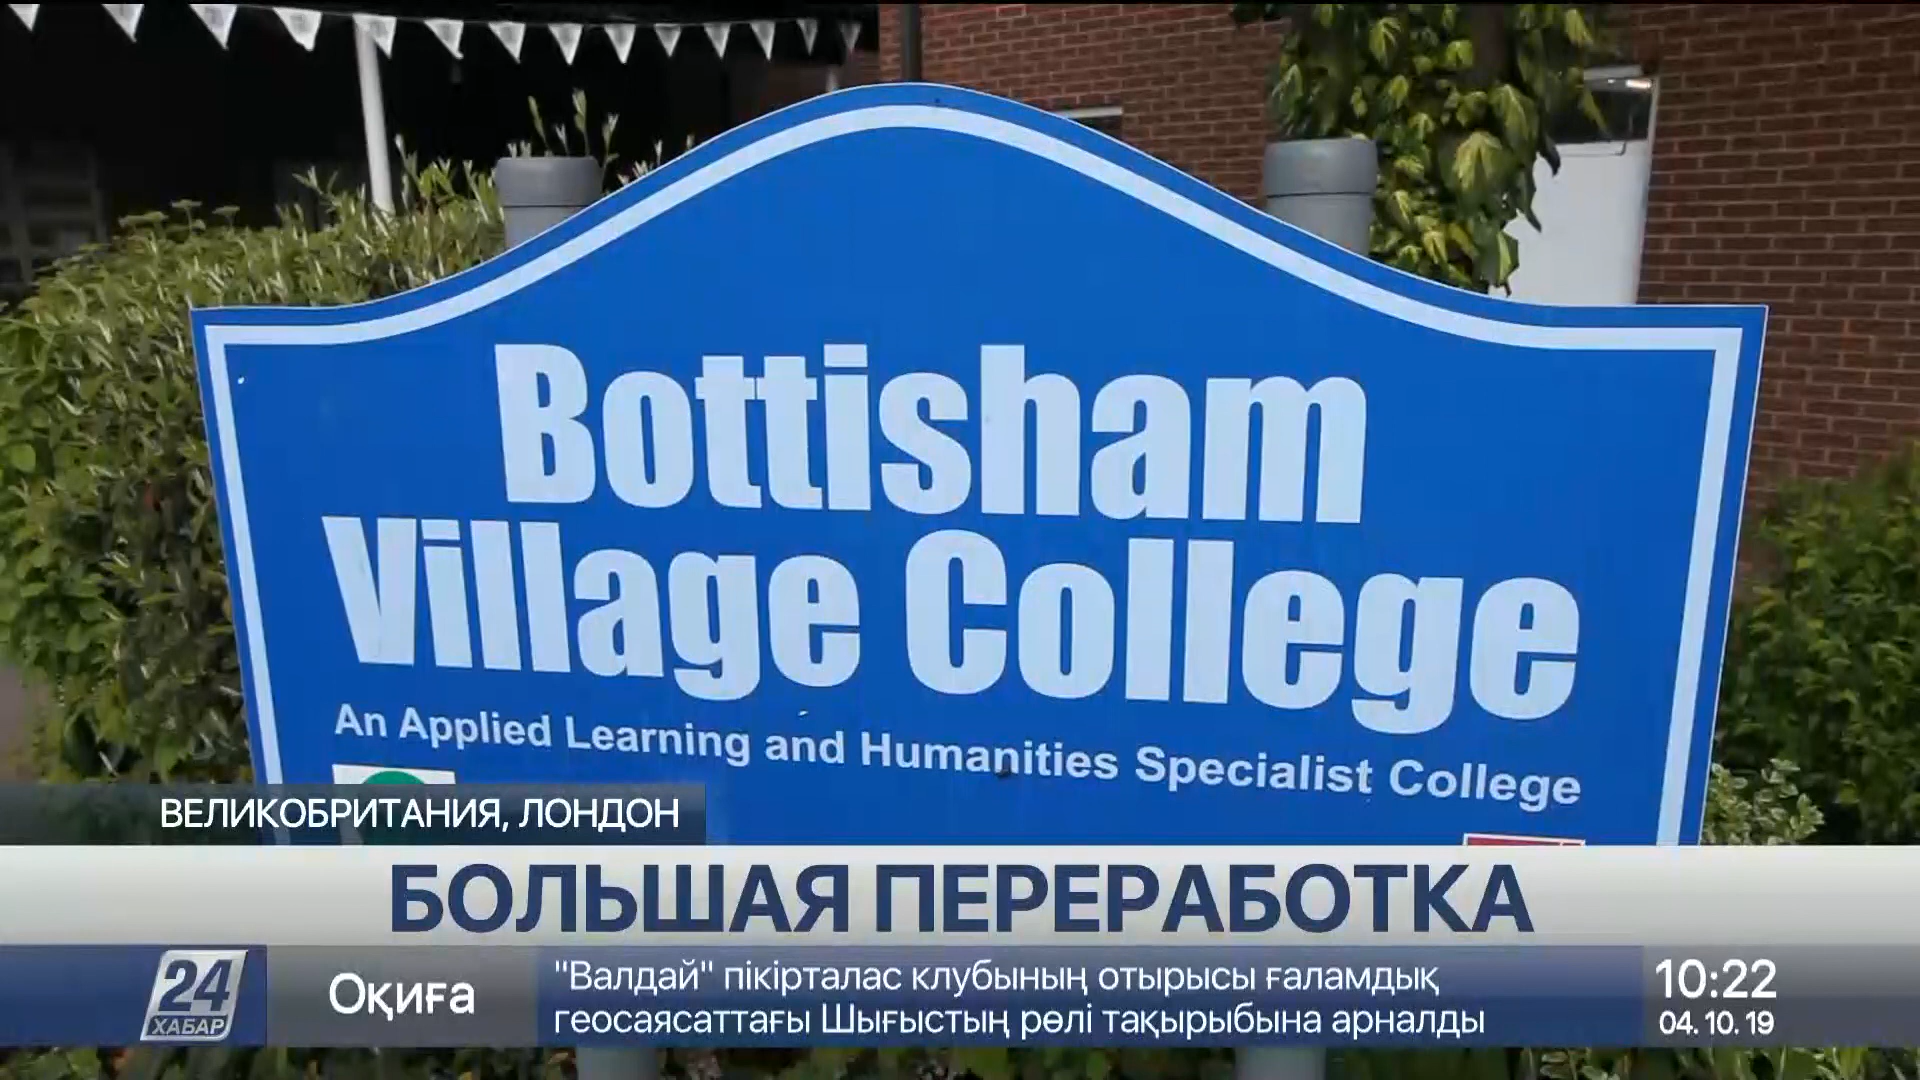 Bottisham
Village College
An Applied Learning and Humanities Specialist College
ВЕЛИКОБРИТАНИЯ, ЛОНДОН
БОЛЬШАЯ ПЕРЕРАБОТКА
24
ХАБАР
Оқиға
"Валдай" пікірталас клубының отырысы ғаламдық
геосаясаттағы Шығыстың рөлі тақырыбына арналды
10:22
04. 10. 19